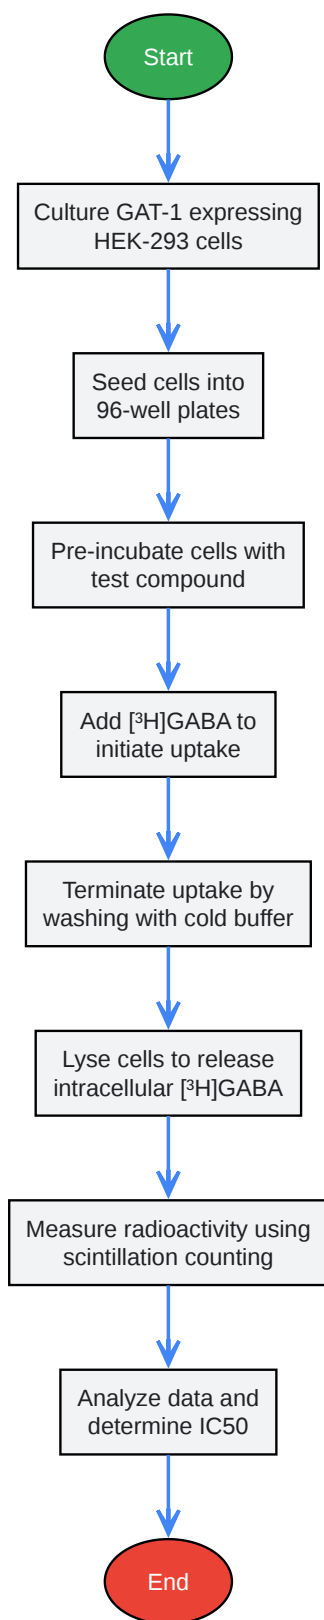 Start
Culture GAT-1 expressing
HEK-293 cells
Seed cells into
96-well plates
Pre-incubate cells with
test compound
Add [³H]GABA to
initiate uptake
Terminate uptake by
washing with cold buffer
Lyse cells to release
intracellular [³H]GABA
Measure radioactivity using
scintillation counting
Analyze data and
determine IC50
End